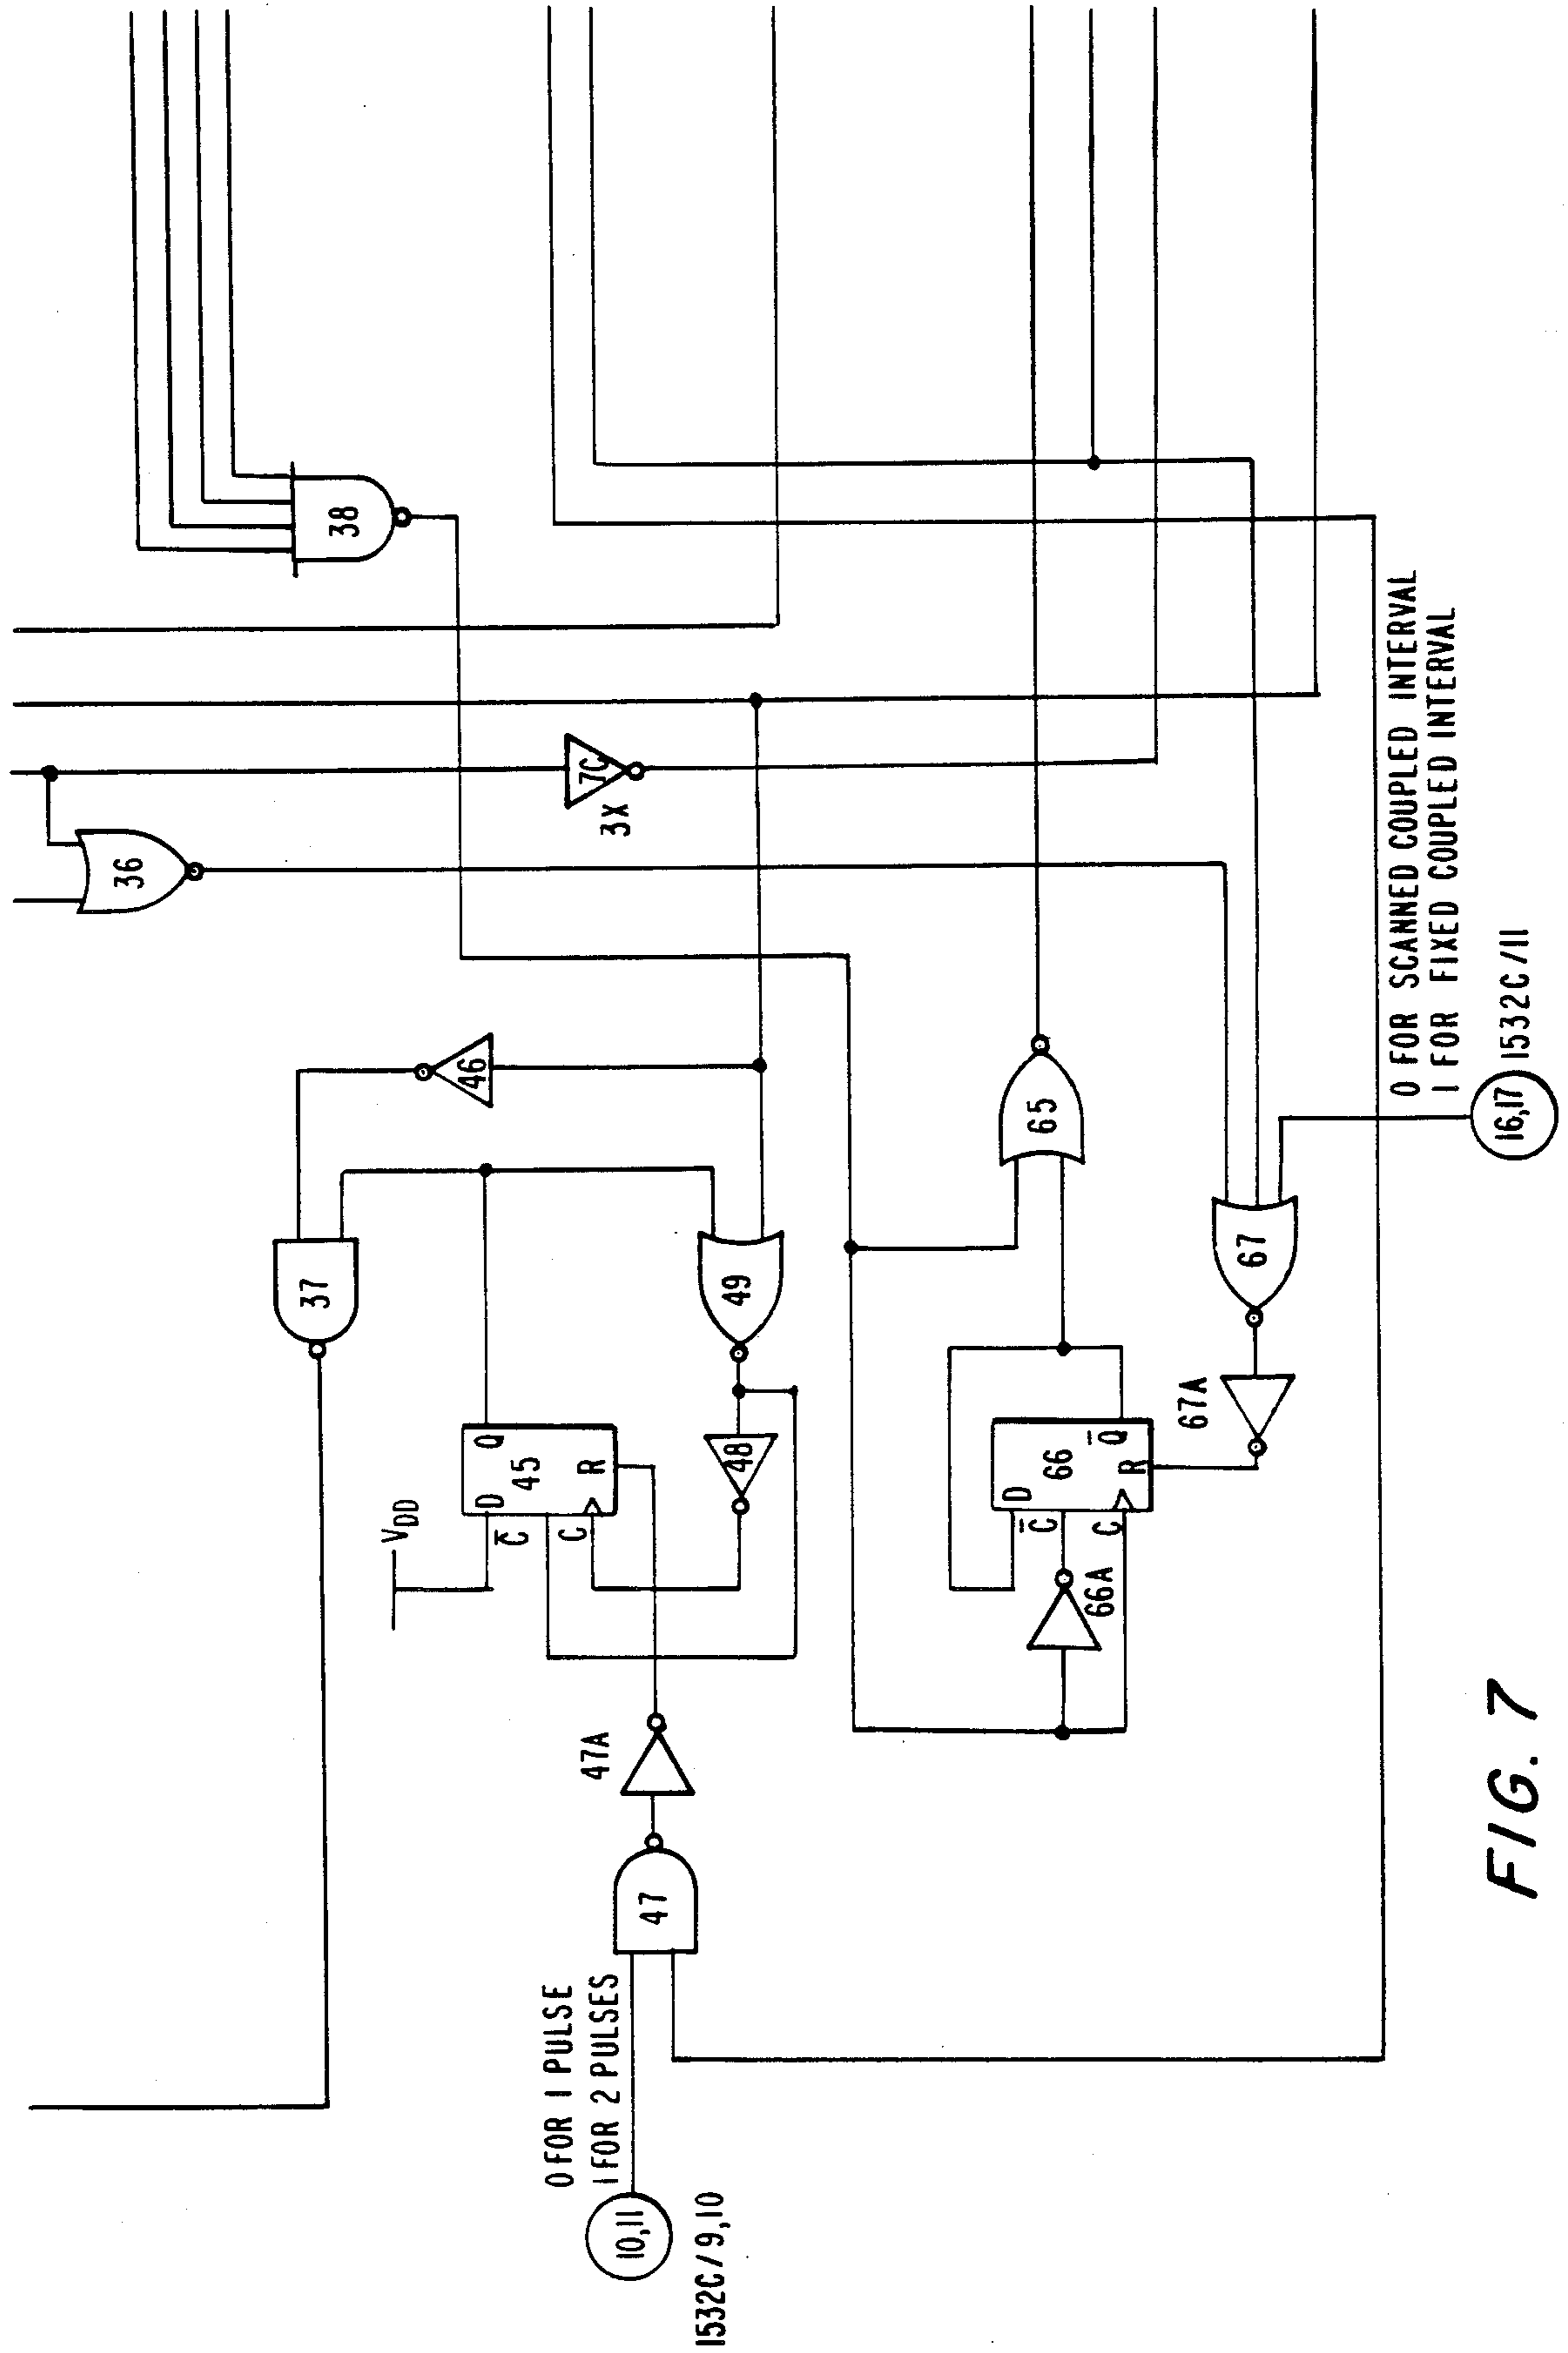 38
7C
3X
36
46
37
49
65
0 FOR SCANNED COUPLED INTERVAL
1 FOR FIXED COUPLED INTERVAL
16,17 1532C/11
67
VDD
D Q
45
C̅
C R
48
67A
D
66
C̅ Q̅
C R
66A
47A
47
0 FOR 1 PULSE
1 FOR 2 PULSES
10,11
1532C/9,10
FIG. 7